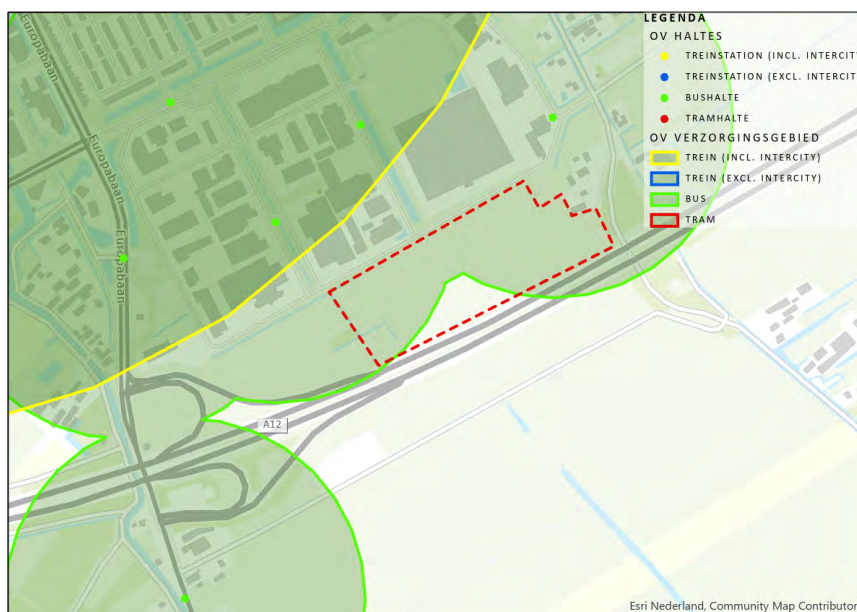 LEGENDA
OV HALTES
TREINSTATION (INCL. INTERCITY
TREINSTATION (EXCL. INTERCIT
BUSHALTE
TRAMHALTE
OV VERZORGINGSGEBIED
TREIN (INCL. INTERCITY)
TREIN (EXCL. INTERCITY)
BUS
TRAM
Europabaan
Europabaan
Europabaan
A12
Esri Nederland, Community Map Contributor